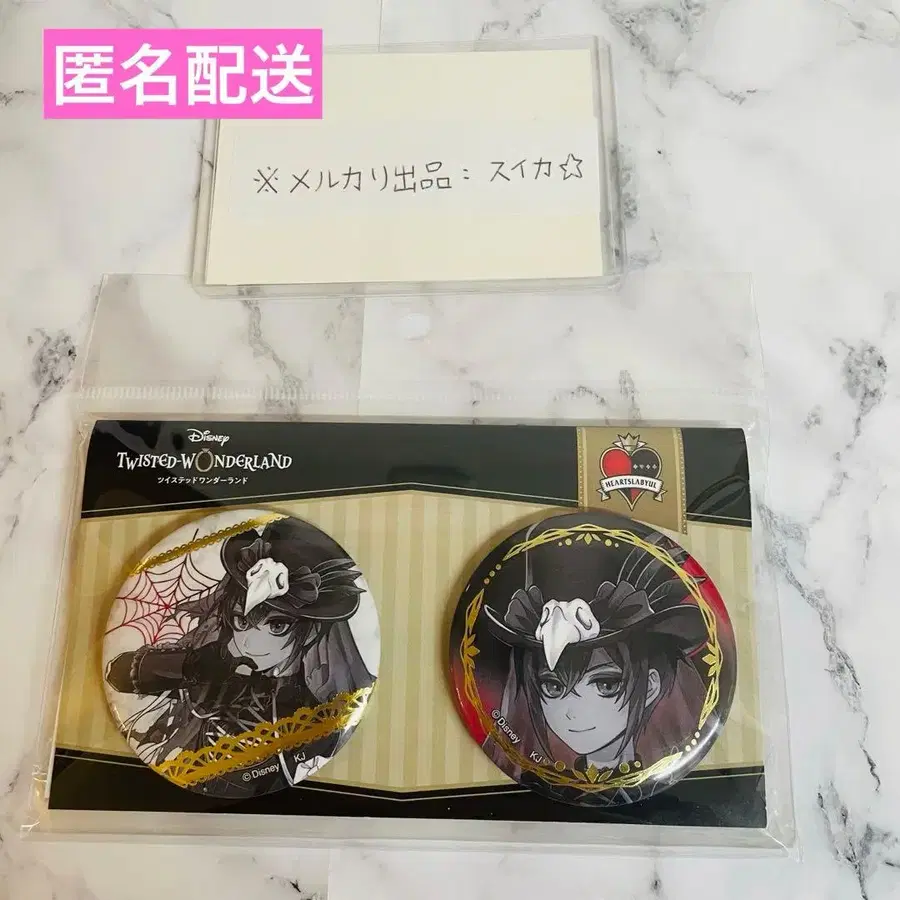 匿名配送
※メルカリ出品：スイカ☆
Disney
TWISTED-WONDERLAND
ツイステッドワンダーランド
HEARTSLABYUL
©Disney KJ
©Disney KJ